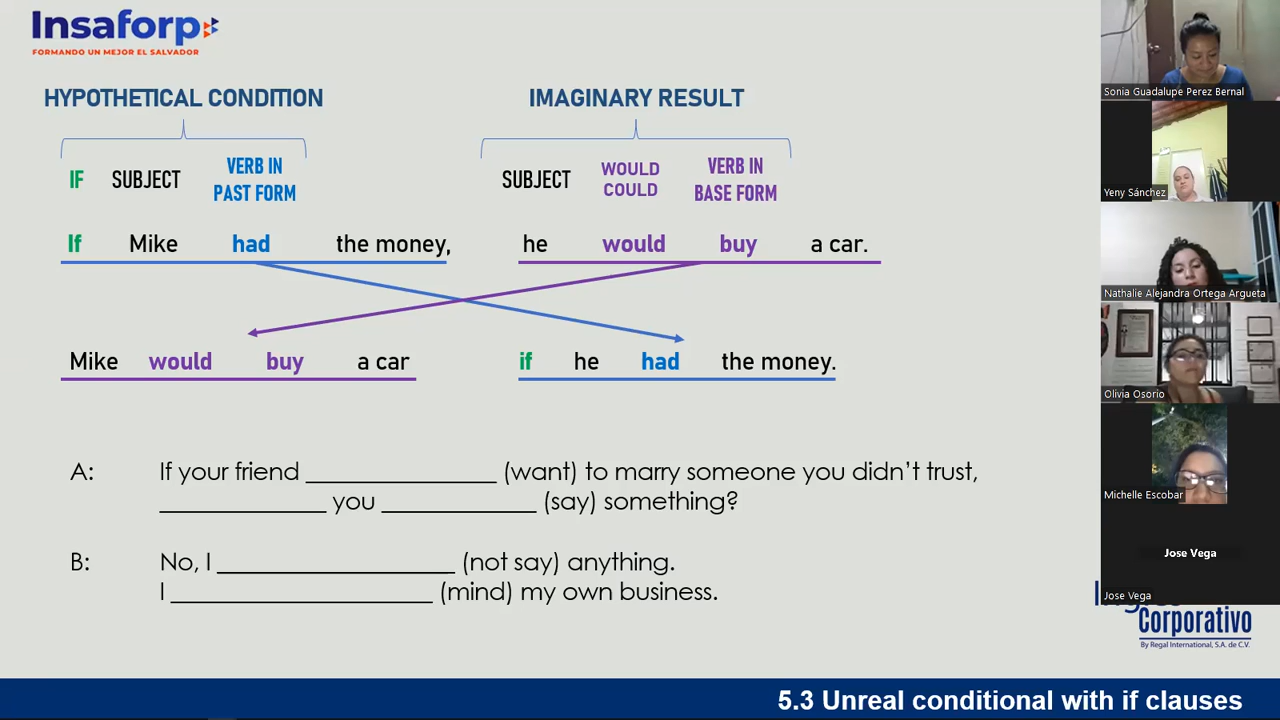 Insaforp
FORMANDO UN MEJOR EL SALVADOR
HYPOTHETICAL CONDITION
IMAGINARY RESULT
IF SUBJECT VERB IN PAST FORM
SUBJECT WOULD COULD VERB IN BASE FORM
If Mike had the money, he would buy a car.
Mike would buy a car if he had the money.
A: If your friend ______________ (want) to marry someone you didn't trust,
____________ you ___________ (say) something?
B: No, I _________________ (not say) anything.
I ___________________ (mind) my own business.
Sonia Guadalupe Perez Bernal
Yeny Sánchez
Nathalie Alejandra Ortega Argueta
Olivia Osorio
Michelle Escobar
Jose Vega
Jose Vega
Corporativo
By Regal International, S.A. de C.V.
5.3 Unreal conditional with if clauses